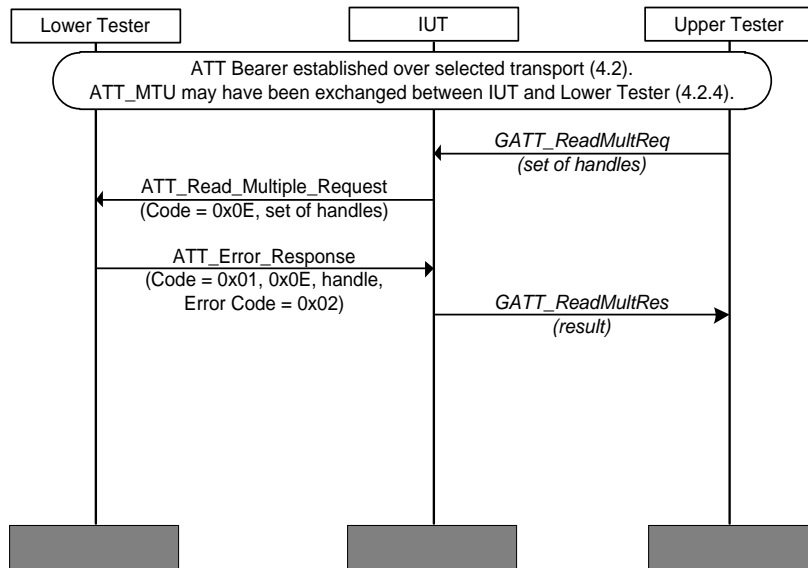 Lower Tester
IUT
Upper Tester
ATT Bearer established over selected transport (4.2).
ATT_MTU may have been exchanged between IUT and Lower Tester (4.2.4).
GATT_ReadMultReq
(set of handles)
ATT_Read_Multiple_Request
(Code = 0x0E, set of handles)
ATT_Error_Response
(Code = 0x01, 0x0E, handle,
Error Code = 0x02)
GATT_ReadMultRes
(result)